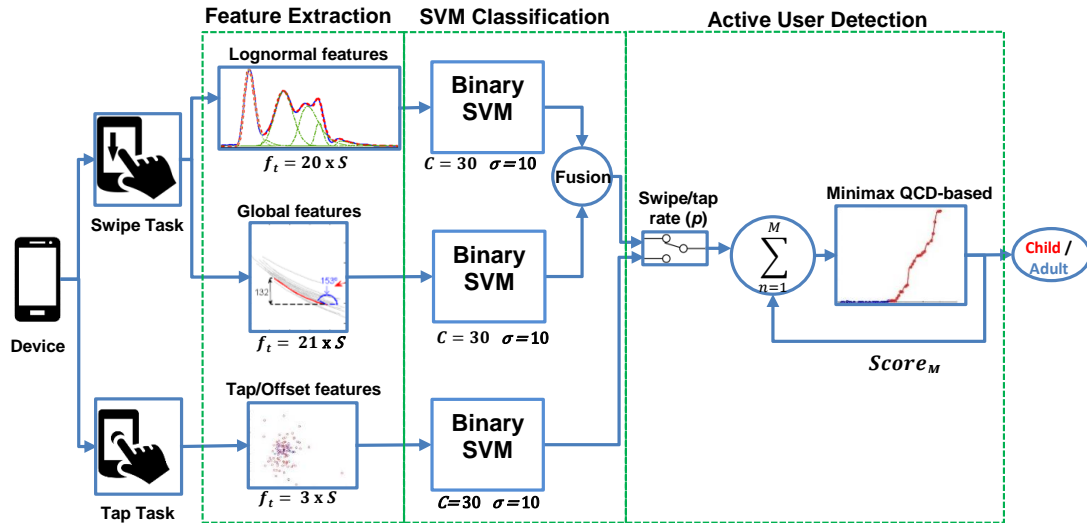 Feature Extraction
SVM Classification
Active User Detection
Lognormal features
f_t = 20 x S
Binary
SVM
C = 30 σ=10
Swipe Task
Global features
153º
132
f_t = 21 x S
Binary
SVM
C = 30 σ=10
Fusion
Swipe/tap
rate (p)
M
∑
n=1
Minimax QCD-based
Score_M
Child /
Adult
Device
Tap/Offset features
f_t = 3 x S
Binary
SVM
C=30 σ=10
Tap Task